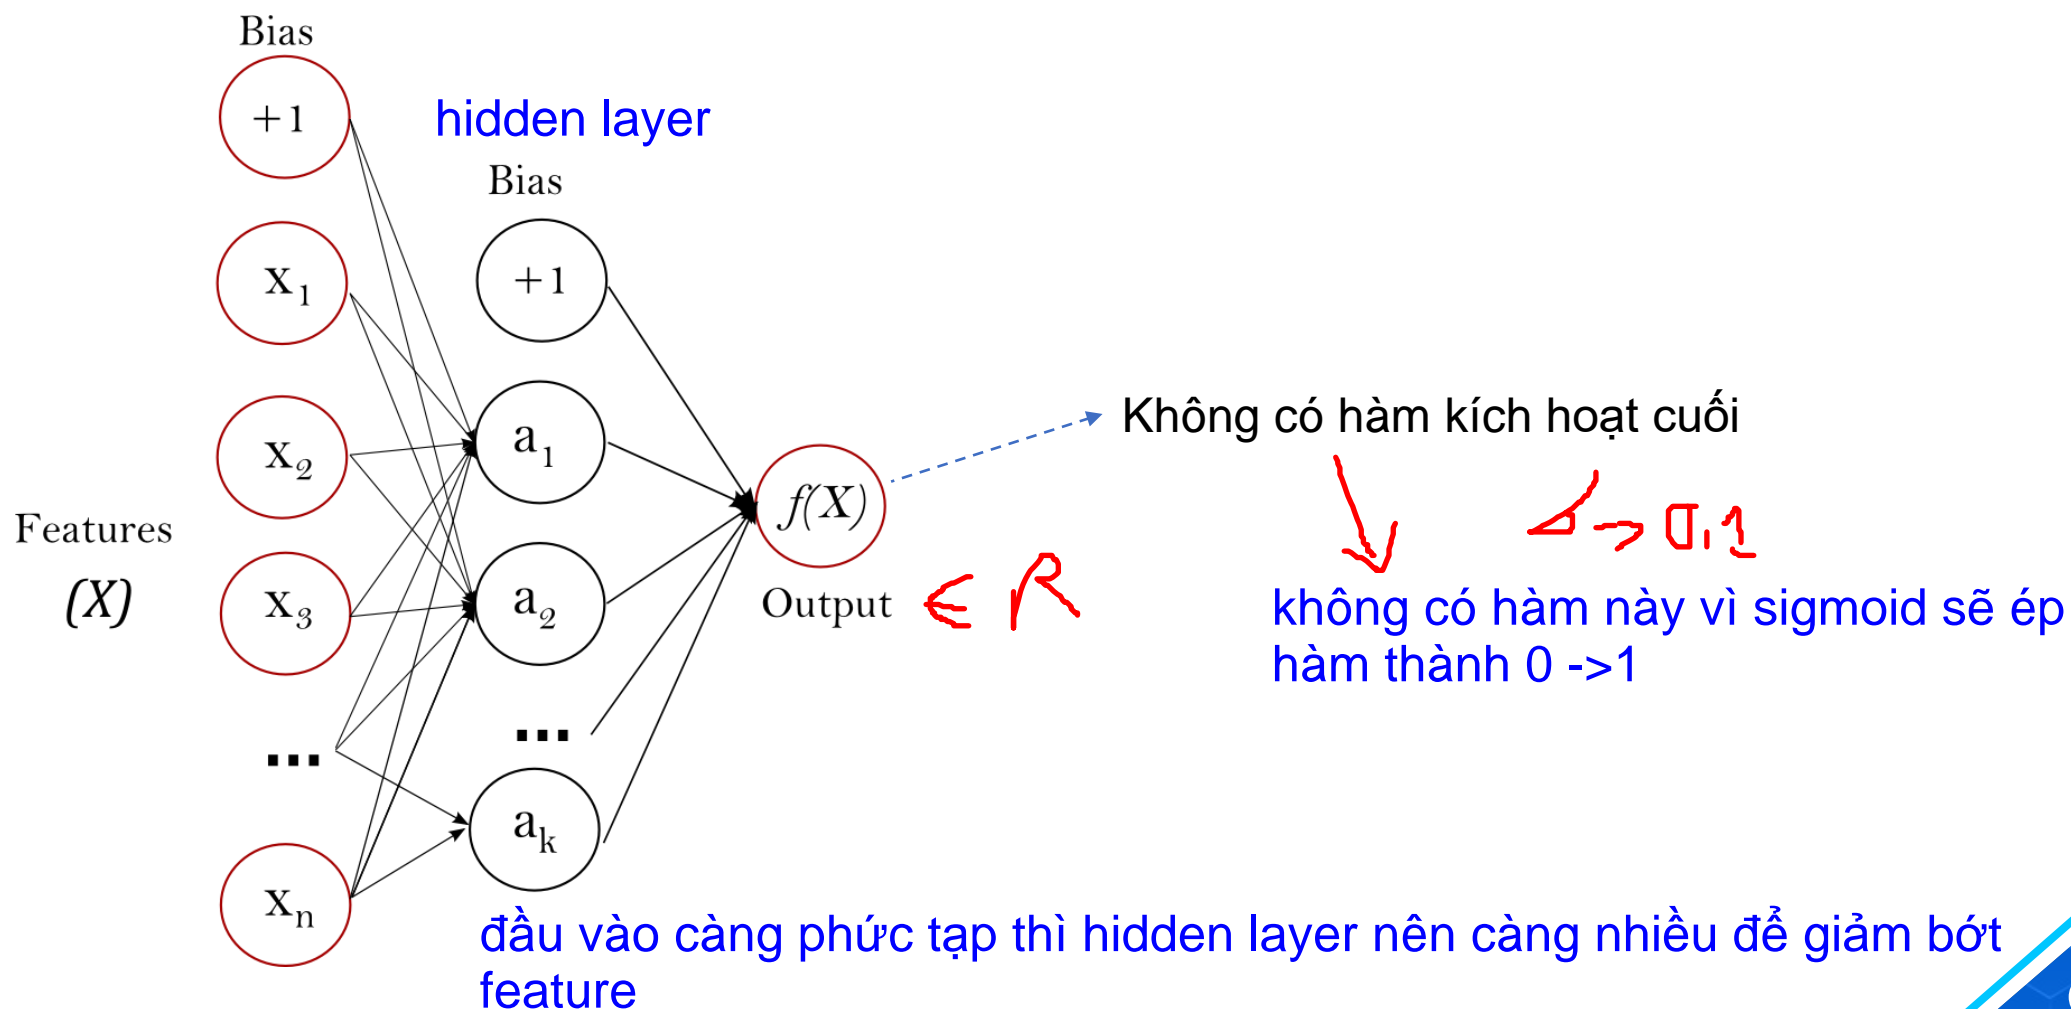 Bias
+1
hidden layer
Bias
x1
+1
x2
a1
Không có hàm kích hoạt cuối
f(X)
0,1
Features
(X)
x3
a2
Output
∈ R
không có hàm này vì sigmoid sẽ ép
hàm thành 0 ->1
...
...
ak
xn
đầu vào càng phức tạp thì hidden layer nên càng nhiều để giảm bớt
feature